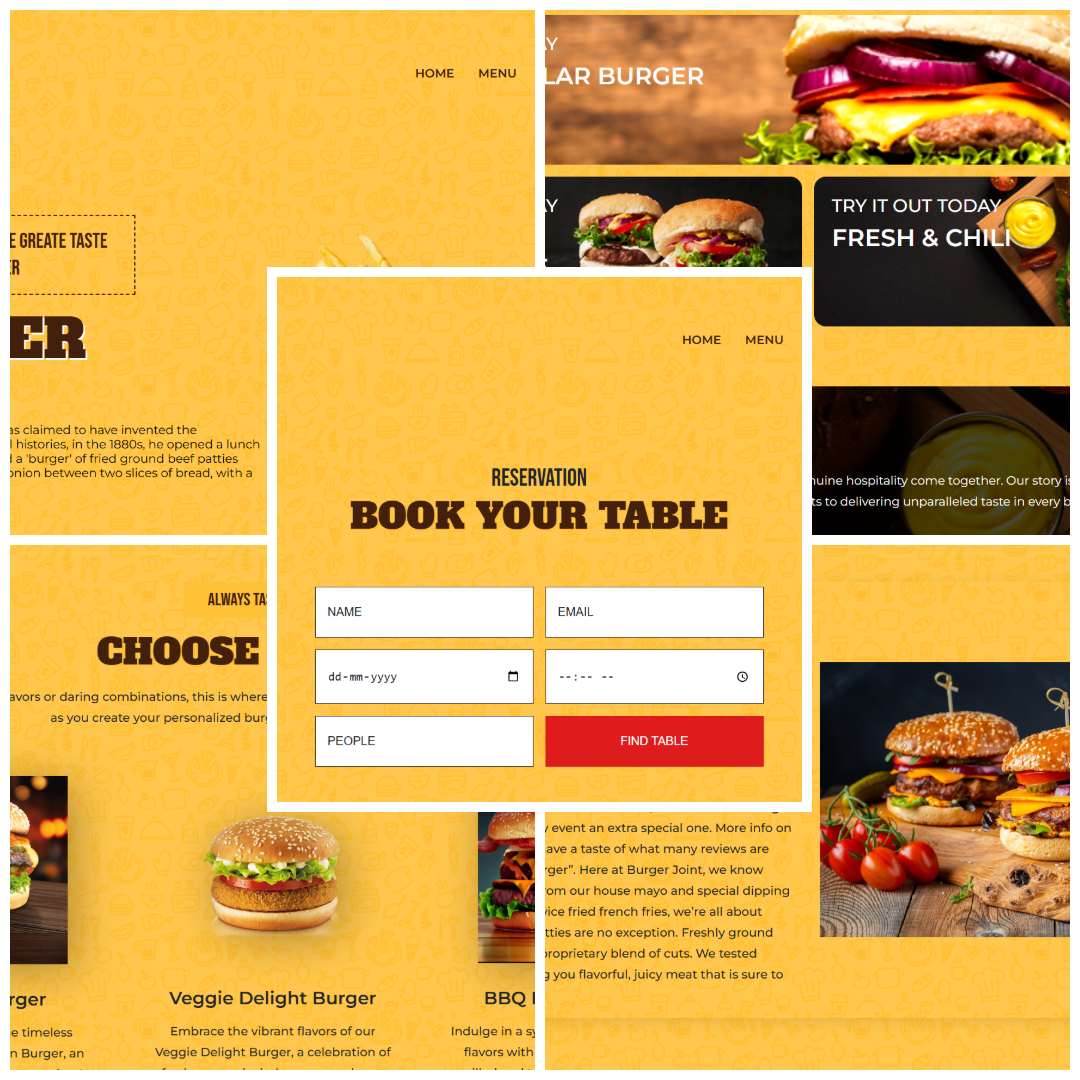 HOME MENU
E GREATE TASTE
ER
ER
as claimed to have invented the
l histories, in the 1880s, he opened a lunch
d a 'burger' of fried ground beef patties
onion between two slices of bread, with a
AY
LAR BURGER
AY
TRY IT OUT TODAY
FRESH & CHILI
nuine hospitality come together. Our story is
ts to delivering unparalleled taste in every b
HOME MENU
RESERVATION
BOOK YOUR TABLE
NAME EMAIL
dd-mm-yyyy --:-- --
PEOPLE FIND TABLE
ALWAYS TAS
CHOOSE
avors or daring combinations, this is where
as you create your personalized burg
rger
e timeless
n Burger, an
Veggie Delight Burger
Embrace the vibrant flavors of our
Veggie Delight Burger, a celebration of
BBQ
Indulge in a sy
flavors with
y event an extra special one. More info on
ave a taste of what many reviews are
rger”. Here at Burger Joint, we know
rom our house mayo and special dipping
vice fried french fries, we’re all about
tties are no exception. Freshly ground
proprietary blend of cuts. We tested
g you flavorful, juicy meat that is sure to